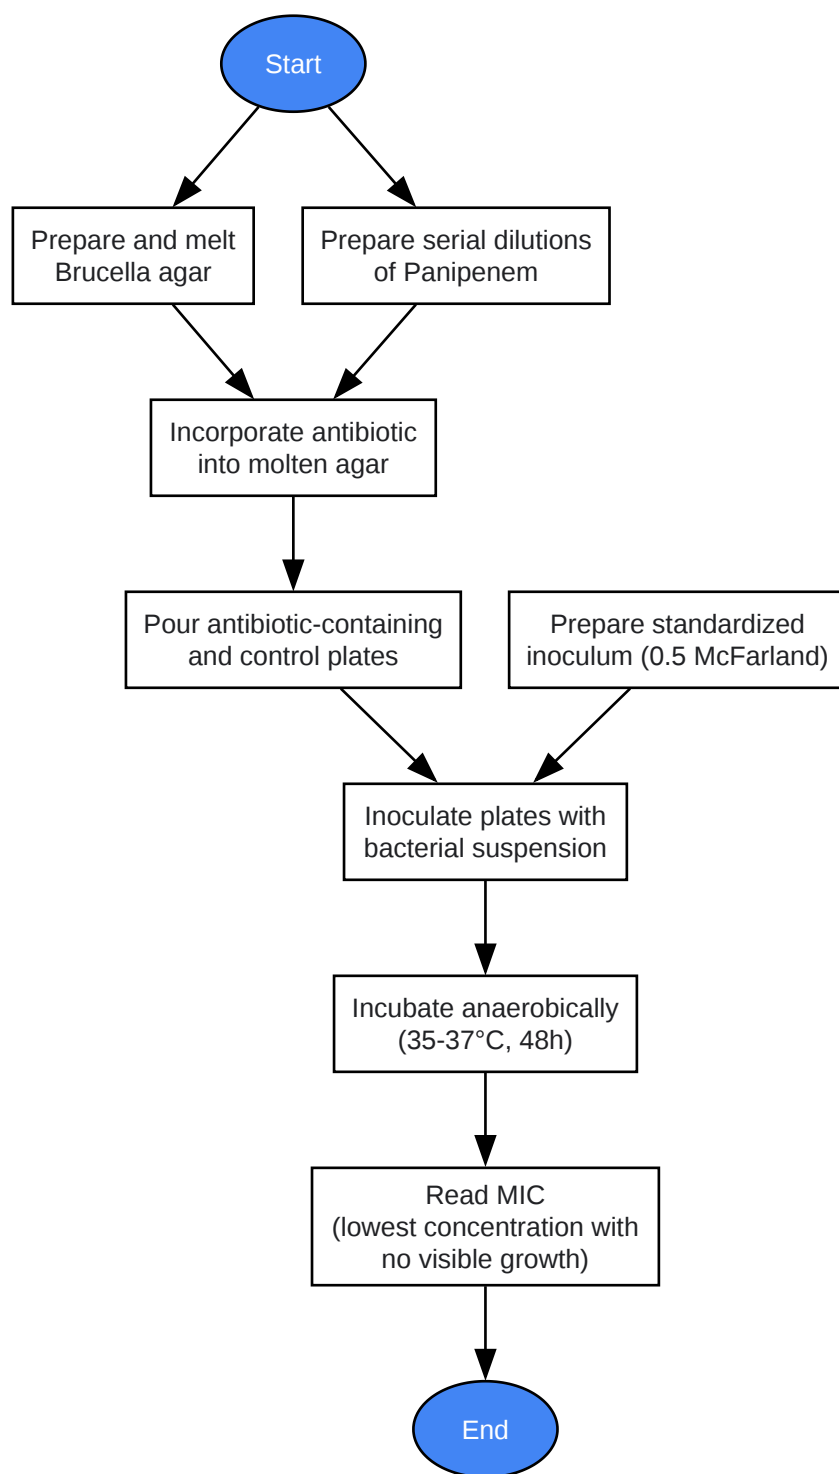 Start
Prepare and melt
Brucella agar
Prepare serial dilutions
of Panipenem
Incorporate antibiotic
into molten agar
Pour antibiotic-containing
and control plates
Prepare standardized
inoculum (0.5 McFarland)
Inoculate plates with
bacterial suspension
Incubate anaerobically
(35-37°C, 48h)
Read MIC
(lowest concentration with
no visible growth)
End